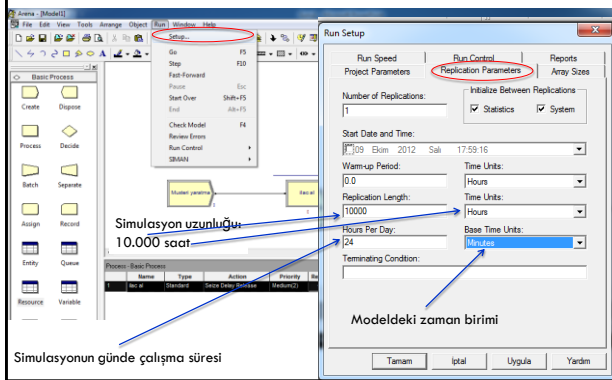 Arena - [Model1]
File Edit View Tools Arrange Object Run Window Help
Setup...
Go F5
Step F10
Fast-Forward
Pause Esc
Start Over Shift+F5
End Alt+F5
Check Model F4
Review Errors
Run Control
SIMAN
Basic Process
Create Dispose
Process Decide
Batch Separate
Assign Record
Entity Queue
Resource Variable
Musteri yaratma
ilac al
Process - Basic Process
Name Type Action Priority
1 ilac al Standard Seize Delay Release Medium(2)
Simulasyon uzunluğu:
10.000 saat
Simulasyonun günde çalışma süresi
Run Setup
Run Speed Run Control Reports
Project Parameters Replication Parameters Array Sizes
Number of Replications:
1
Initialize Between Replications
Statistics System
Start Date and Time:
09 Ekim 2012 Salı 17:59:16
Warm-up Period: Time Units:
0.0 Hours
Replication Length: Time Units:
10000 Hours
Hours Per Day: Base Time Units:
24 Minutes
Terminating Condition:
Modeldeki zaman birimi
Tamam İptal Uygula Yardım